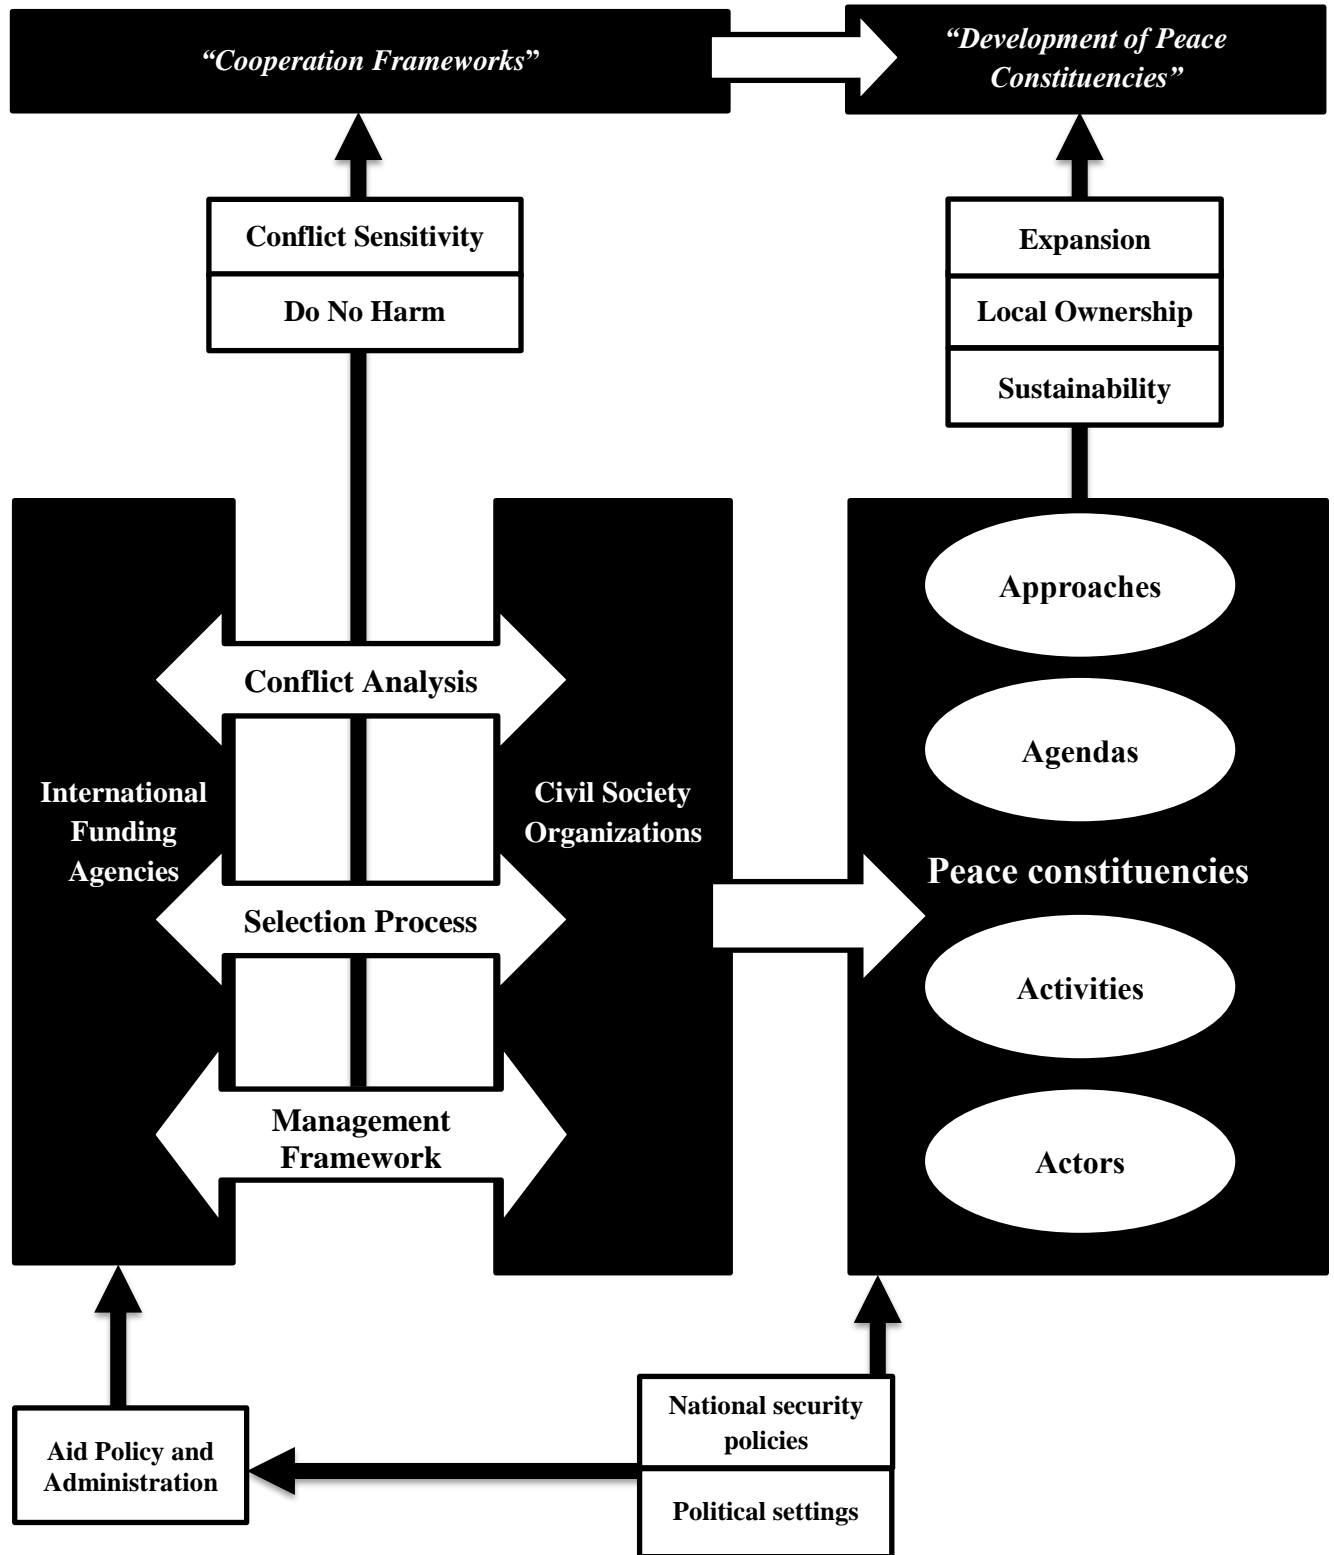 “Cooperation Frameworks”
“Development of Peace
Constituencies”
Conflict Sensitivity
Do No Harm
Expansion
Local Ownership
Sustainability
International
Funding
Agencies
Conflict Analysis
Selection Process
Management
Framework
Civil Society
Organizations
Approaches
Agendas
Peace constituencies
Activities
Actors
Aid Policy and
Administration
National security
policies
Political settings